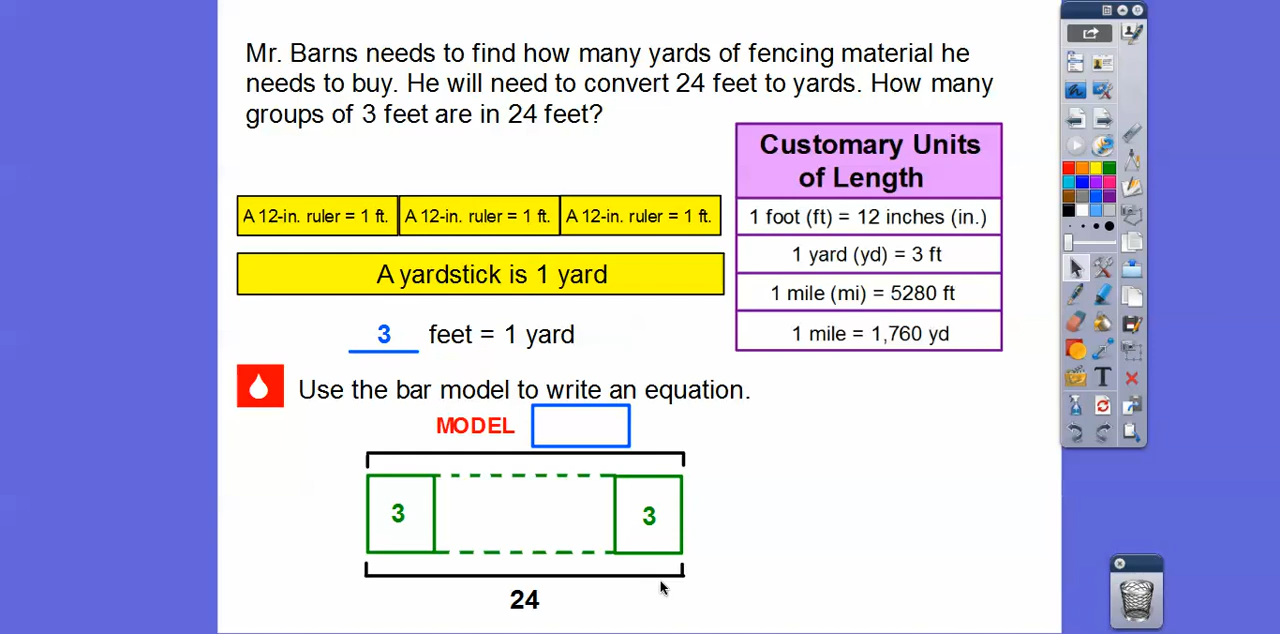 Mr. Barns needs to find how many yards of fencing material he
needs to buy. He will need to convert 24 feet to yards. How many
groups of 3 feet are in 24 feet?
Customary Units
of Length
1 foot (ft) = 12 inches (in.)
1 yard (yd) = 3 ft
1 mile (mi) = 5280 ft
1 mile = 1,760 yd
A 12-in. ruler = 1 ft. A 12-in. ruler = 1 ft. A 12-in. ruler = 1 ft.
A yardstick is 1 yard
3 feet = 1 yard
Use the bar model to write an equation.
MODEL
3 3
24